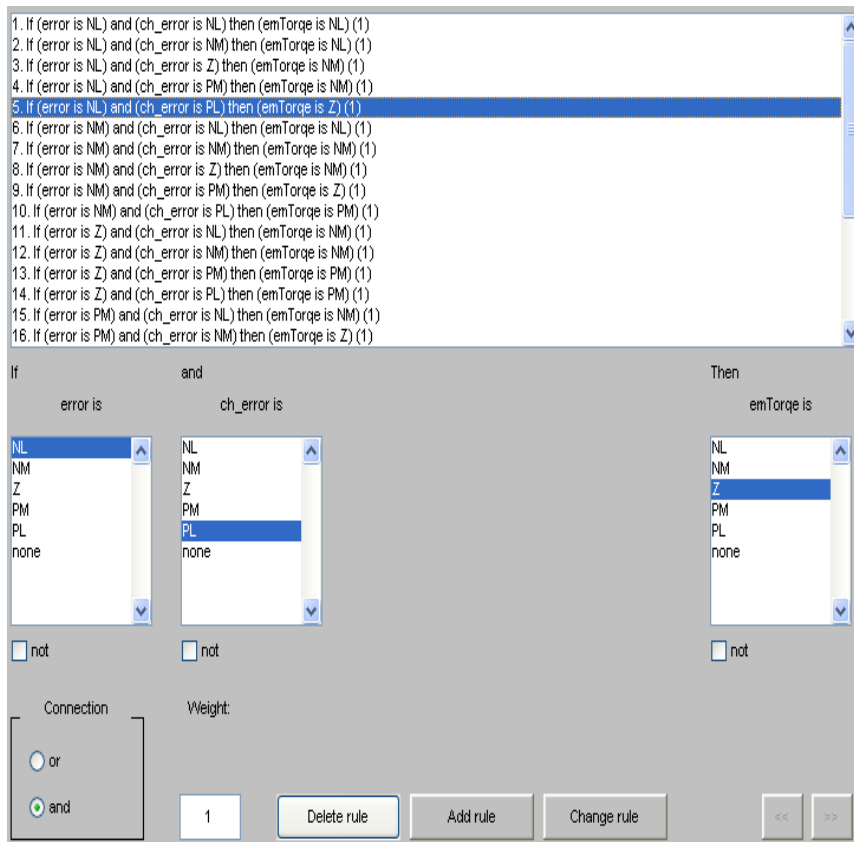 1. If (error is NL) and (ch_error is NL) then (emTorqe is NL) (1)
2. If (error is NL) and (ch_error is NM) then (emTorqe is NL) (1)
3. If (error is NL) and (ch_error is Z) then (emTorqe is NM) (1)
4. If (error is NL) and (ch_error is PM) then (emTorqe is NM) (1)
5. If (error is NL) and (ch_error is PL) then (emTorqe is Z) (1)
6. If (error is NM) and (ch_error is NL) then (emTorqe is NL) (1)
7. If (error is NM) and (ch_error is NM) then (emTorqe is NM) (1)
8. If (error is NM) and (ch_error is Z) then (emTorqe is NM) (1)
9. If (error is NM) and (ch_error is PM) then (emTorqe is Z) (1)
10. If (error is NM) and (ch_error is PL) then (emTorqe is PM) (1)
11. If (error is Z) and (ch_error is NL) then (emTorqe is NM) (1)
12. If (error is Z) and (ch_error is NM) then (emTorqe is NM) (1)
13. If (error is Z) and (ch_error is PM) then (emTorqe is PM) (1)
14. If (error is Z) and (ch_error is PL) then (emTorqe is PM) (1)
15. If (error is PM) and (ch_error is NL) then (emTorqe is NM) (1)
16. If (error is PM) and (ch_error is NM) then (emTorqe is Z) (1)
If and Then
error is ch_error is emTorqe is
NL NL NL
NM NM NM
Z Z Z
PM PM PM
PL PL PL
none none none
not not not
Connection Weight:
or
and 1 Delete rule Add rule Change rule << >>